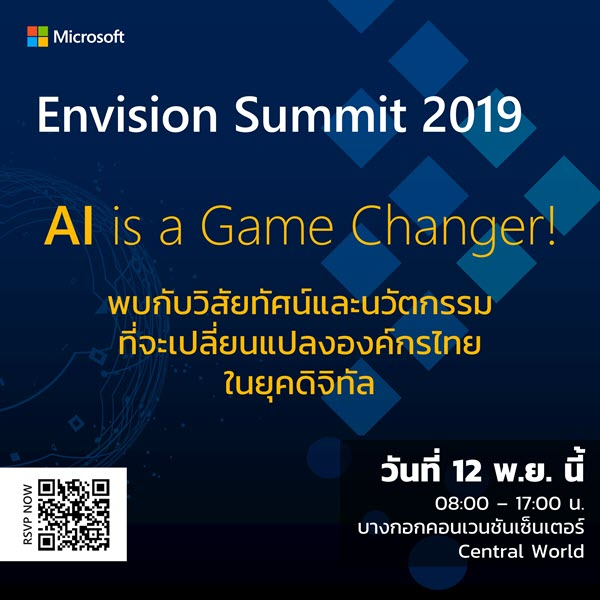 Microsoft
Envision Summit 2019
AI is a Game Changer!
พบกับวิสัยทัศน์และนวัตกรรม
ที่จะเปลี่ยนแปลงองค์กรไทย
ในยุคดิจิทัล
วันที่ 12 พ.ย. นี้
08:00 – 17:00 น.
บางกอกคอนเวนชันเซ็นเตอร์
Central World
RSVP NOW